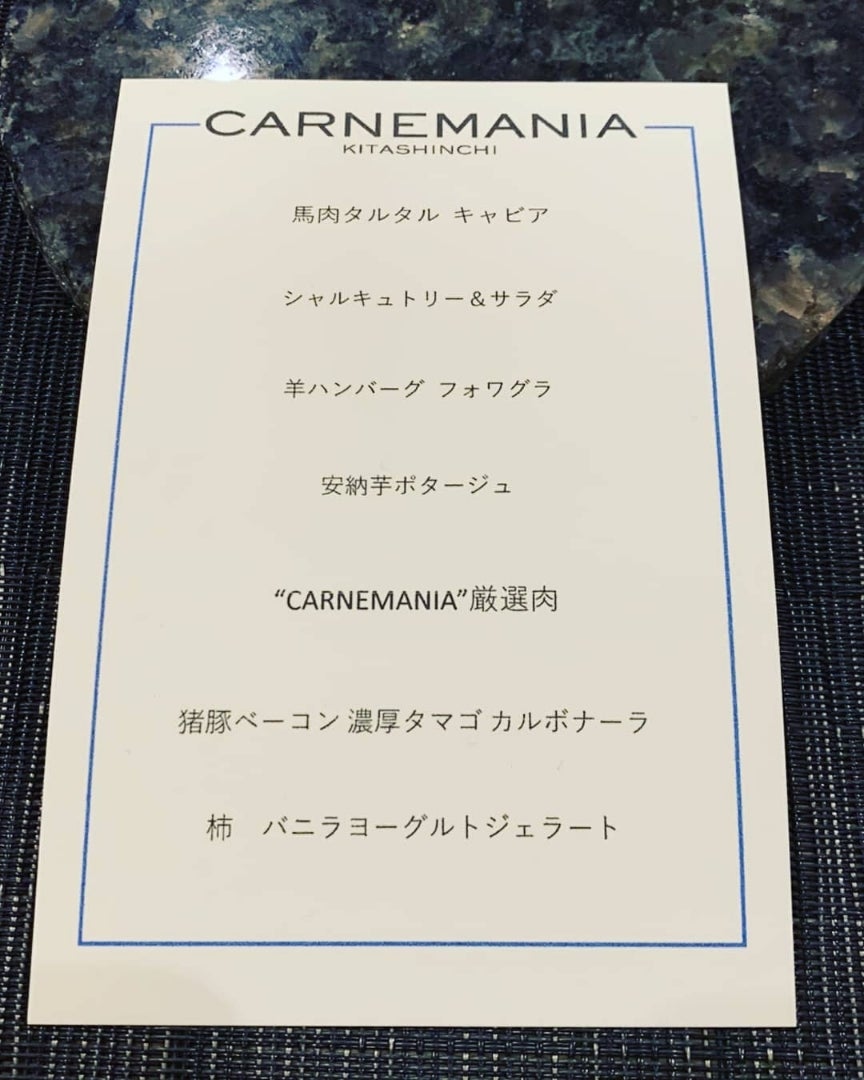 CARNEMANIA
KITASHINCHI
馬肉タルタル キャビア
シャルキュトリー＆サラダ
羊ハンバーグ フォワグラ
安納芋ポタージュ
“CARNEMANIA”厳選肉
猪豚ベーコン 濃厚タマゴ カルボナーラ
柿　バニラヨーグルトジェラート